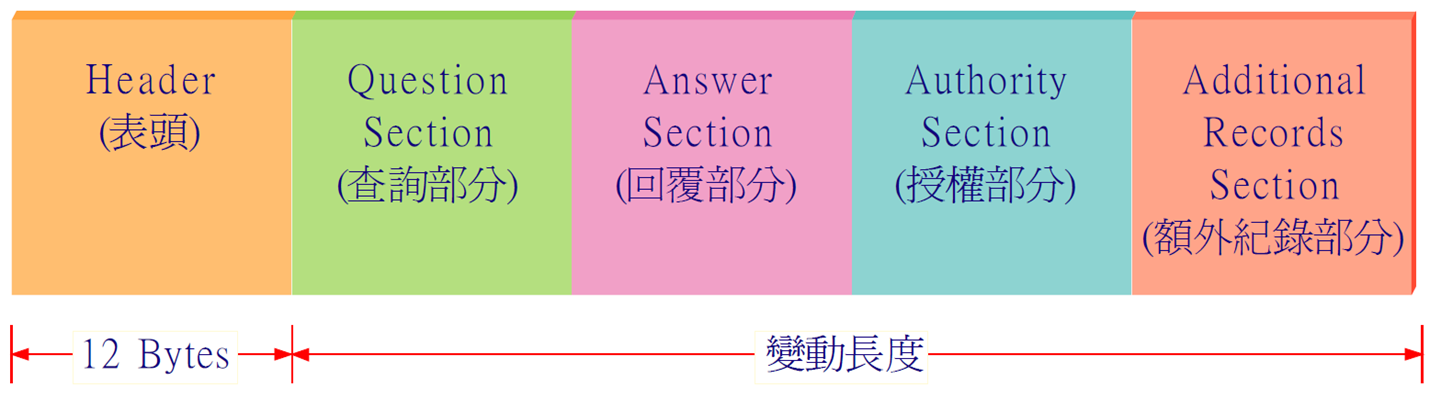 Header
(表頭)
Question
Section
(查詢部分)
Answer
Section
(回覆部分)
Authority
Section
(授權部分)
Additional
Records
Section
(額外紀錄部分)
12 Bytes
變動長度